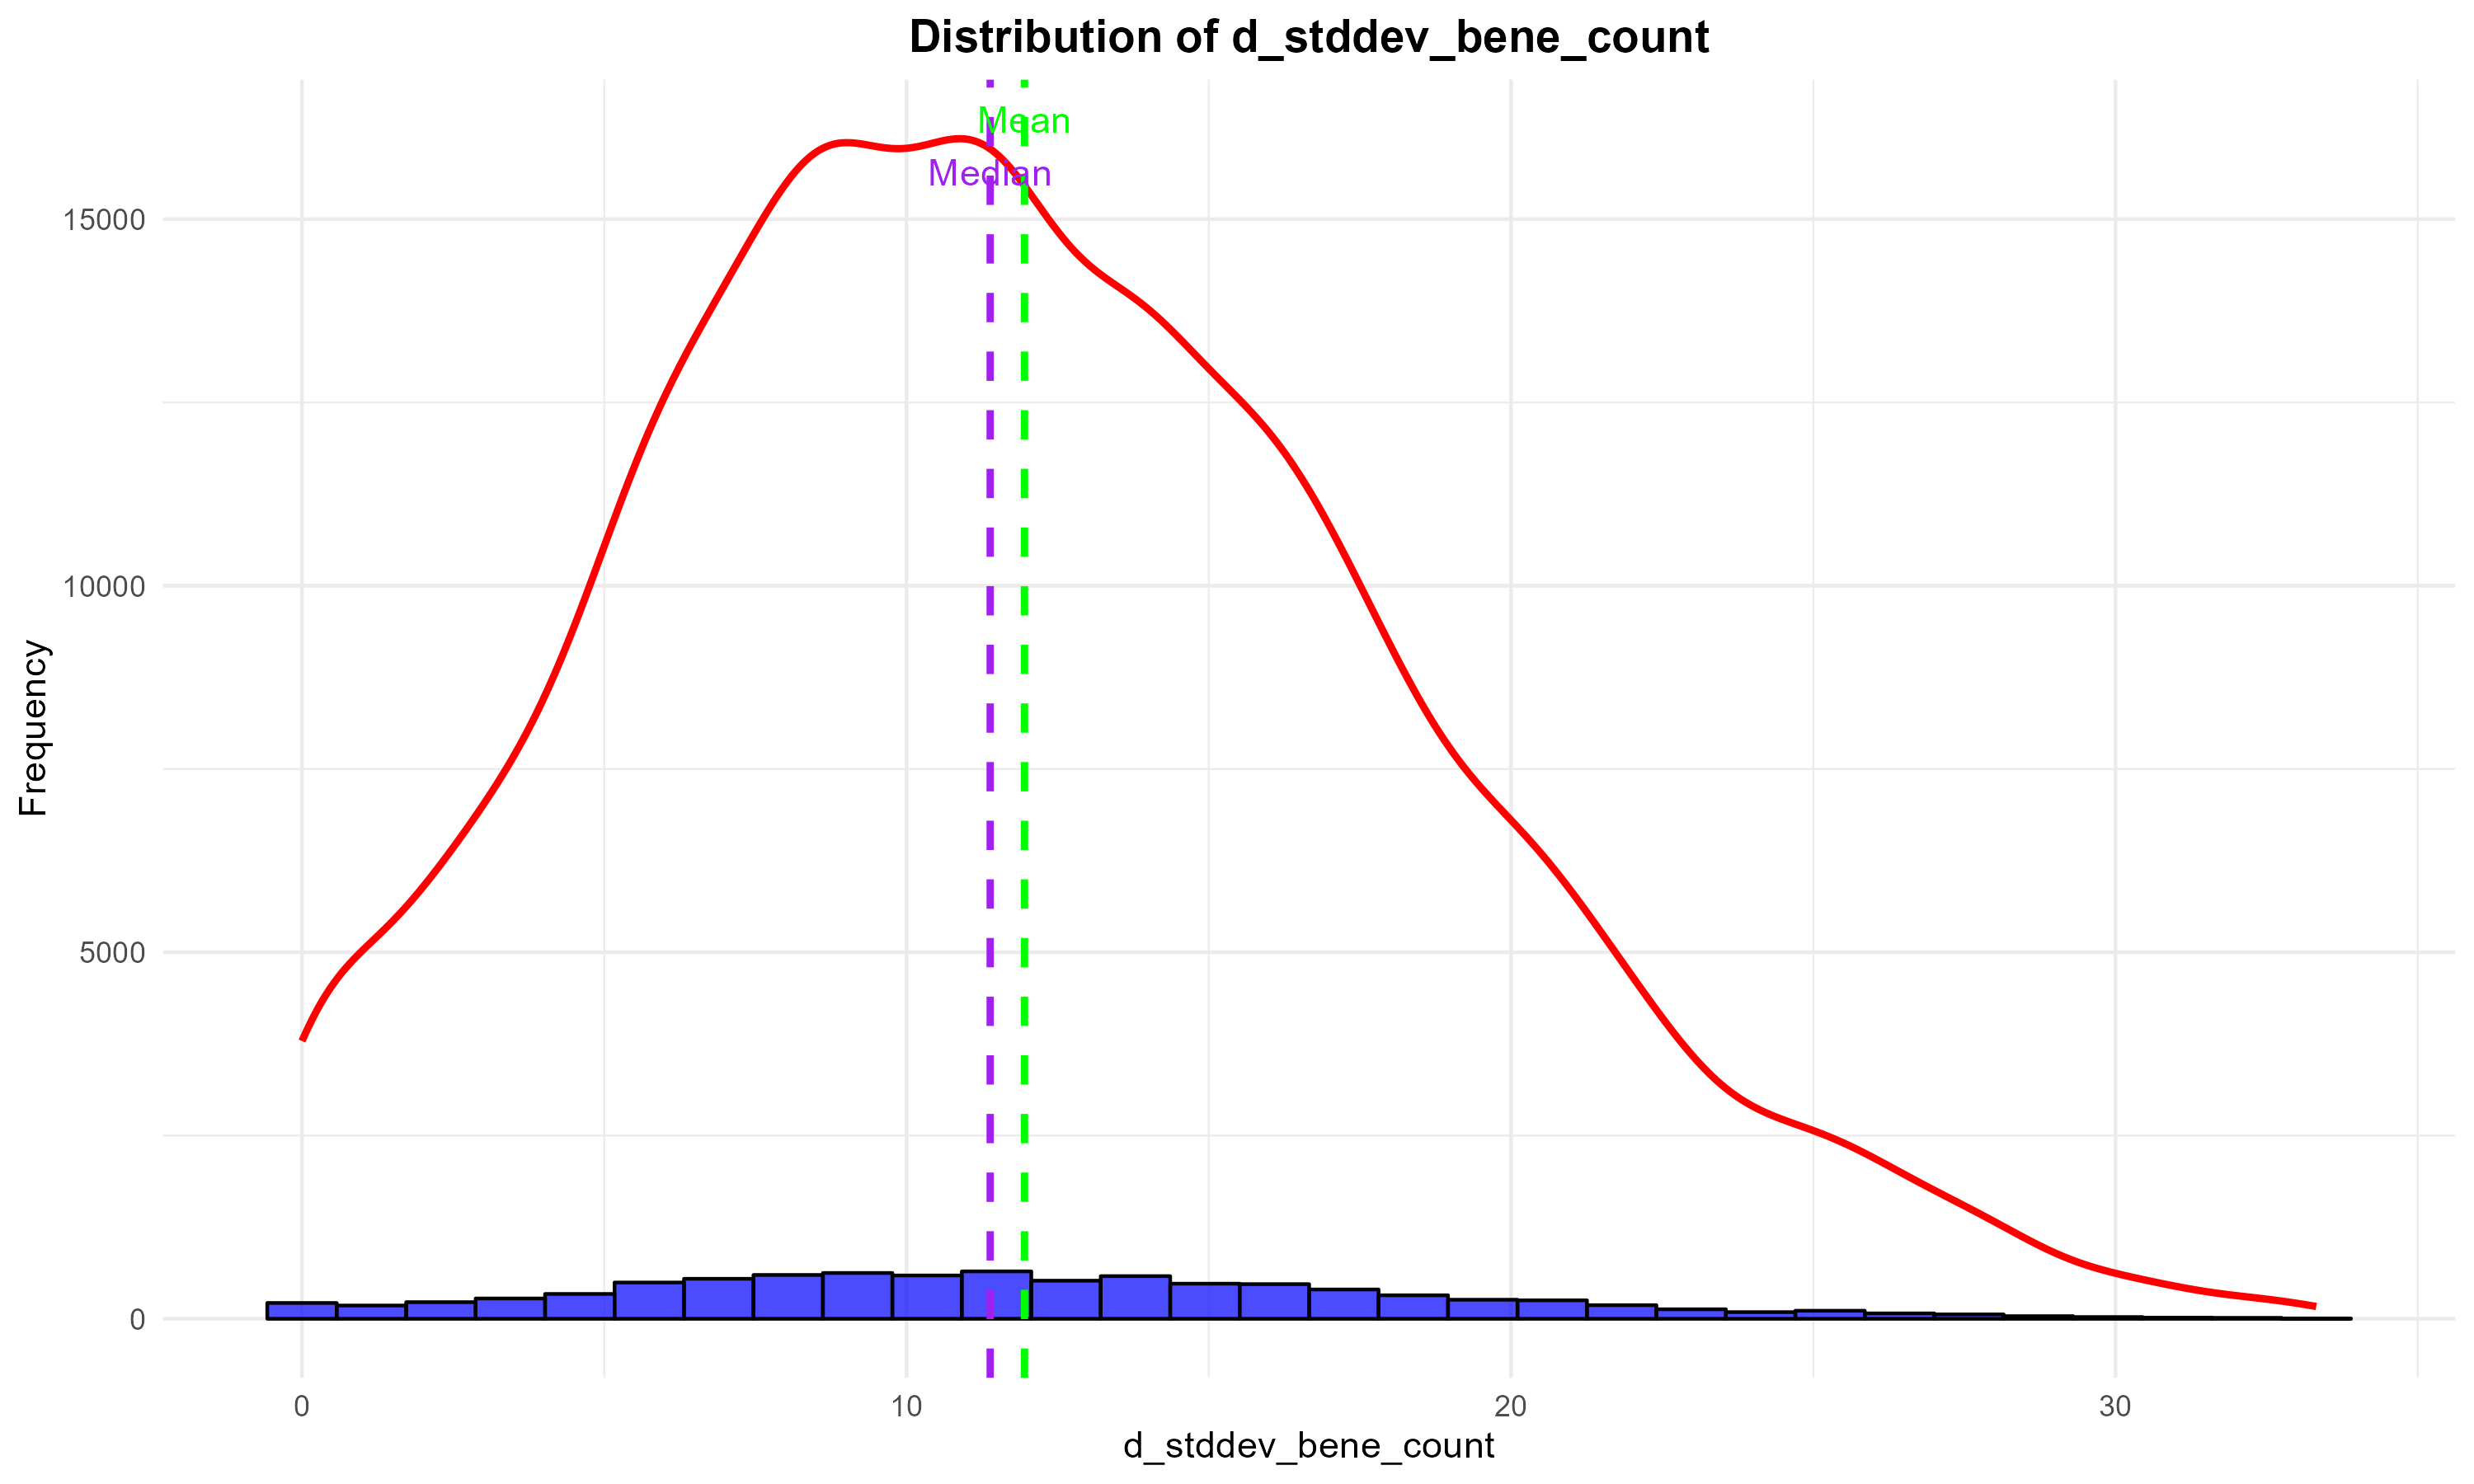 Distribution of d_stddev_bene_count
Mean
Median
15000
10000
5000
0
Frequency
0 10 20 30
d_stddev_bene_count